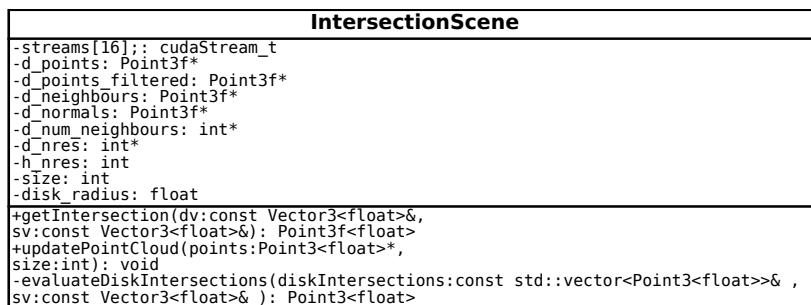 IntersectionScene
-streams[16];: cudaStream_t
-d_points: Point3f*
-d_points_filtered: Point3f*
-d_neighbours: Point3f*
-d_normals: Point3f*
-d_num_neighbours: int*
-d_nres: int*
-h_nres: int
-size: int
-disk_radius: float
+getIntersection(dv:const Vector3<float>&,
sv:const Vector3<float>&): Point3f<float>
+updatePointCloud(points:Point3<float>*,
size:int): void
-evaluateDiskIntersections(diskIntersections:const std::vector<Point3<float>>& ,
sv:const Vector3<float>& ): Point3<float>